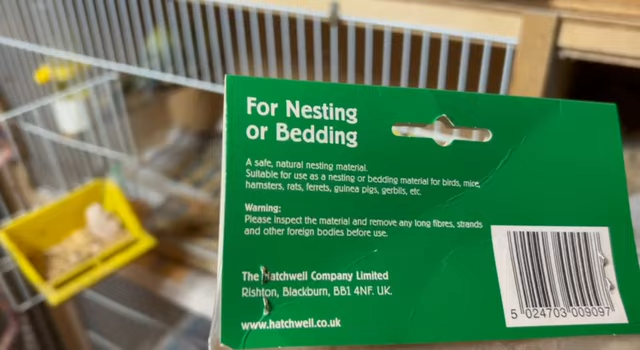 For Nesting
or Bedding
A safe, natural nesting material.
Suitable for use as a nesting or bedding material for birds, mice,
hamsters, rats, ferrets, guinea pigs, gerbils, etc.
Warning:
Please inspect the material and remove any long fibres, strands
and other foreign bodies before use.
The Hatchwell Company Limited
Rishton, Blackburn, BB1 4NF. UK.
www.hatchwell.co.uk
5 024703 009097